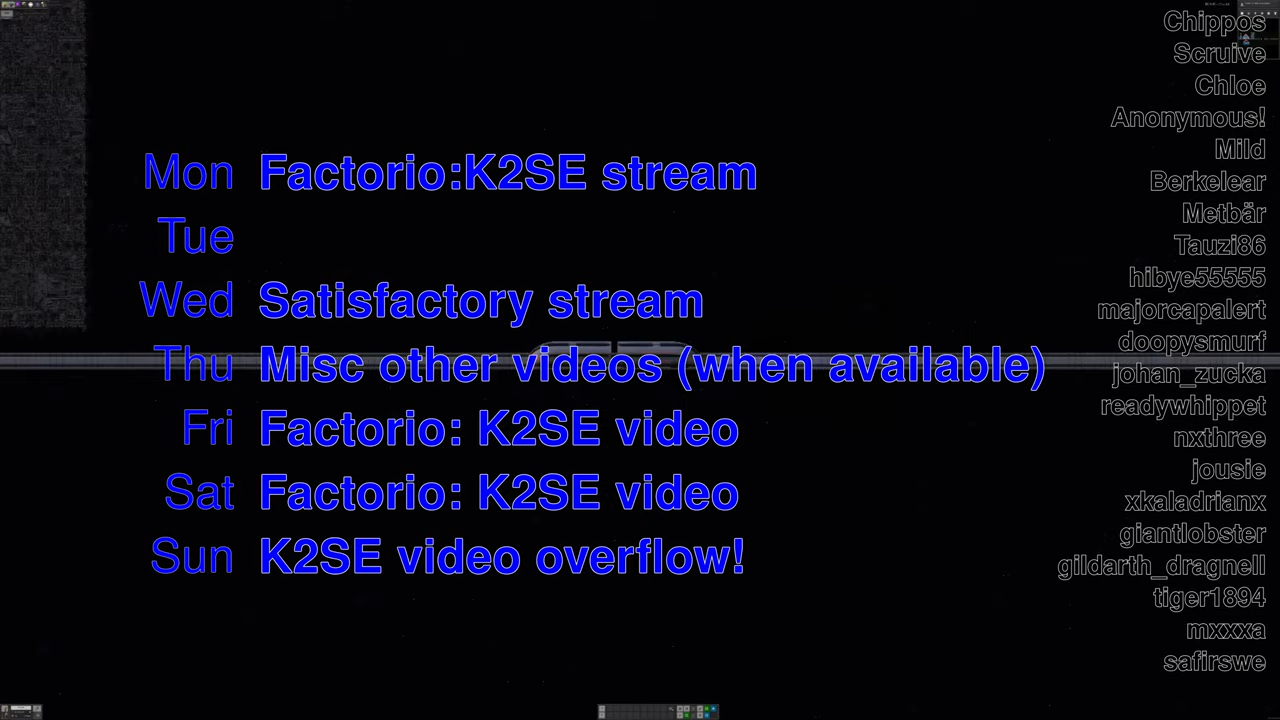 Mon Factorio:K2SE stream
Tue
Wed Satisfactory stream
Thu Misc other videos (when available)
Fri Factorio: K2SE video
Sat Factorio: K2SE video
Sun K2SE video overflow!
Chippos
Scruive
Chloe
Anonymous!
Mild
Berkelear
Metbär
Tauzi86
hibye55555
majorcapalert
doopysmurf
johan_zucka
readywhippet
nxthree
jousie
xkaladrianx
giantlobster
gildarth_dragnell
tiger1894
mxxxa
safirswe